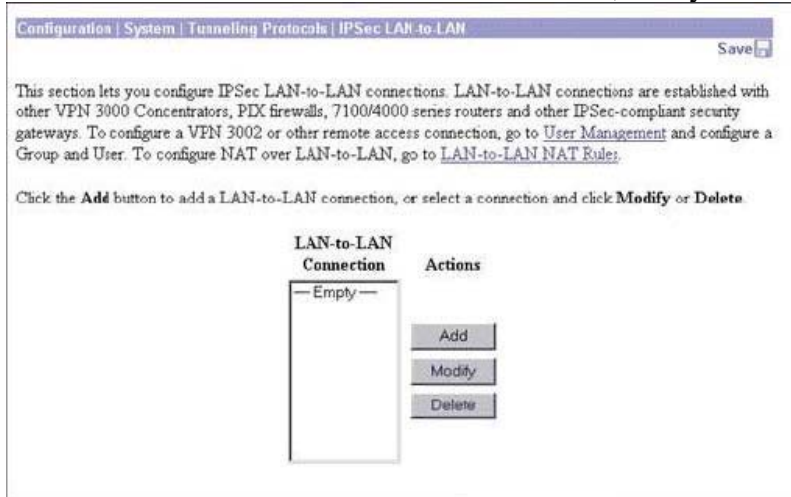 Configuration | System | Tunneling Protocols | IPSec LAN-to-LAN
Save
This section lets you configure IPSec LAN-to-LAN connections. LAN-to-LAN connections are established with
other VPN 3000 Concentrators, PIX firewalls, 7100/4000 series routers and other IPSec-compliant security
gateways. To configure a VPN 3002 or other remote access connection, go to User Management and configure a
Group and User. To configure NAT over LAN-to-LAN, go to LAN-to-LAN NAT Rules.
Click the Add button to add a LAN-to-LAN connection, or select a connection and click Modify or Delete.
LAN-to-LAN
Connection Actions
— Empty —
Add
Modify
Delete